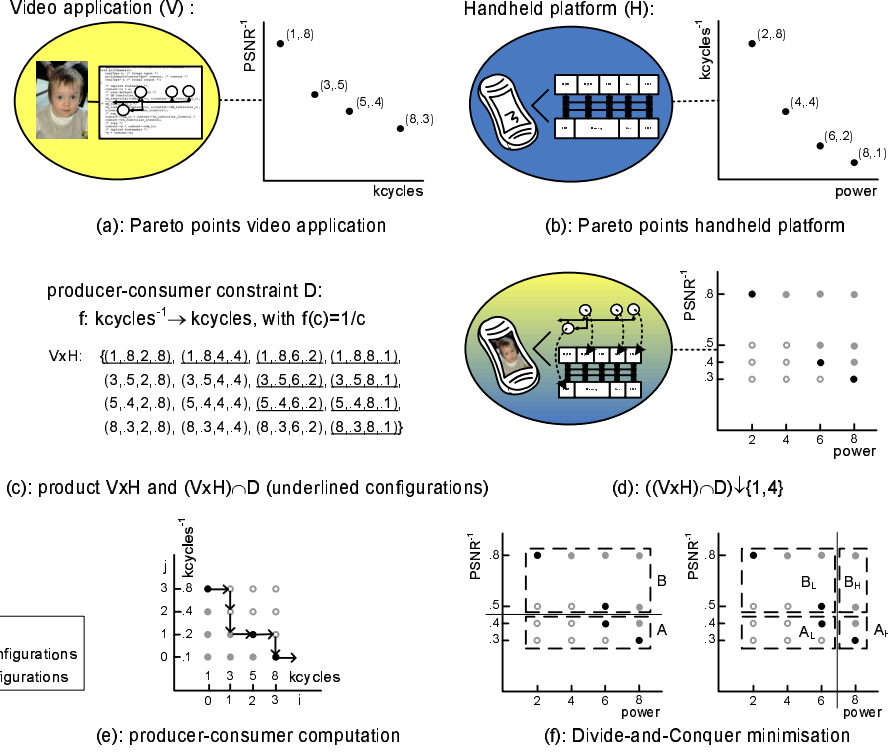 Video application (V) :
PSNR-1
(1,.8)
(3,.5)
(5,.4)
(8,.3)
kcycles
(a): Pareto points video application
Handheld platform (H):
kcycles-1
(2,.8)
(4,.4)
(6,.2)
(8,.1)
power
(b): Pareto points handheld platform
producer-consumer constraint D:
f: kcycles-1→ kcycles, with f(c)=1/c
VxH: {(1,.8,2,.8), (1,.8,4,.4), (1,.8,6,.2), (1,.8,8,.1),
(3,.5,2,.8), (3,.5,4,.4), (3,.5,6,.2), (3,.5,8,.1),
(5,.4,2,.8), (5,.4,4,.4), (5,.4,6,.2), (5,.4,8,.1),
(8,.3,2,.8), (8,.3,4,.4), (8,.3,6,.2), (8,.3,8,.1)}
(c): product VxH and (VxH)∩D (underlined configurations)
PSNR-1
.8
.5
.4
.3
2 4 6 8
power
(d): ((VxH)∩D)↓{1,4}
nfigurations
figurations
j kcycles-1
3 .8
2 .4
1 .2
0 .1
1 3 5 8 kcycles
0 1 2 3 i
(e): producer-consumer computation
PSNR-1
.8
B
.5
.4 A
.3
2 4 6 8
power
PSNR-1
.8
BL BH
.5
.4 AL AH
.3
2 4 6 8
power
(f): Divide-and-Conquer minimisation